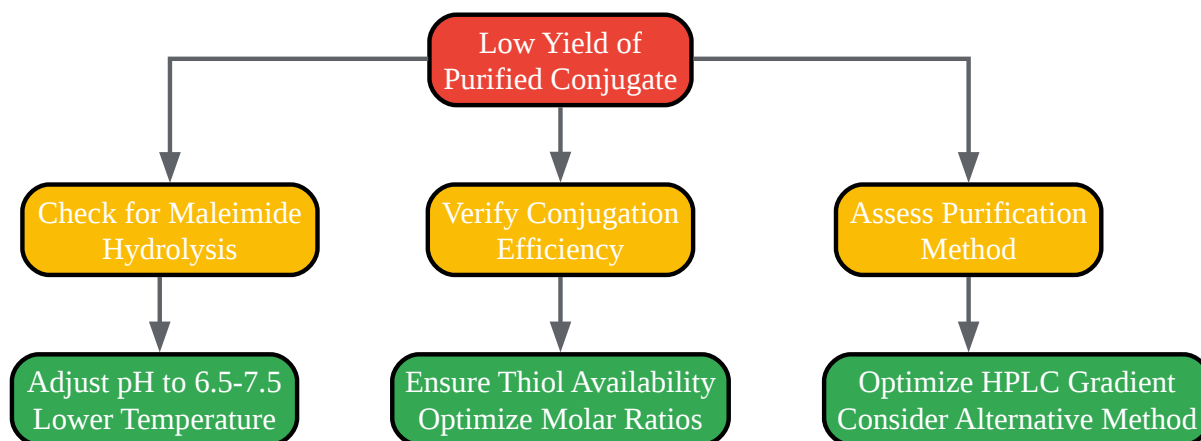 Low Yield of
Purified Conjugate
Check for Maleimide
Hydrolysis
Verify Conjugation
Efficiency
Assess Purification
Method
Adjust pH to 6.5-7.5
Lower Temperature
Ensure Thiol Availability
Optimize Molar Ratios
Optimize HPLC Gradient
Consider Alternative Method